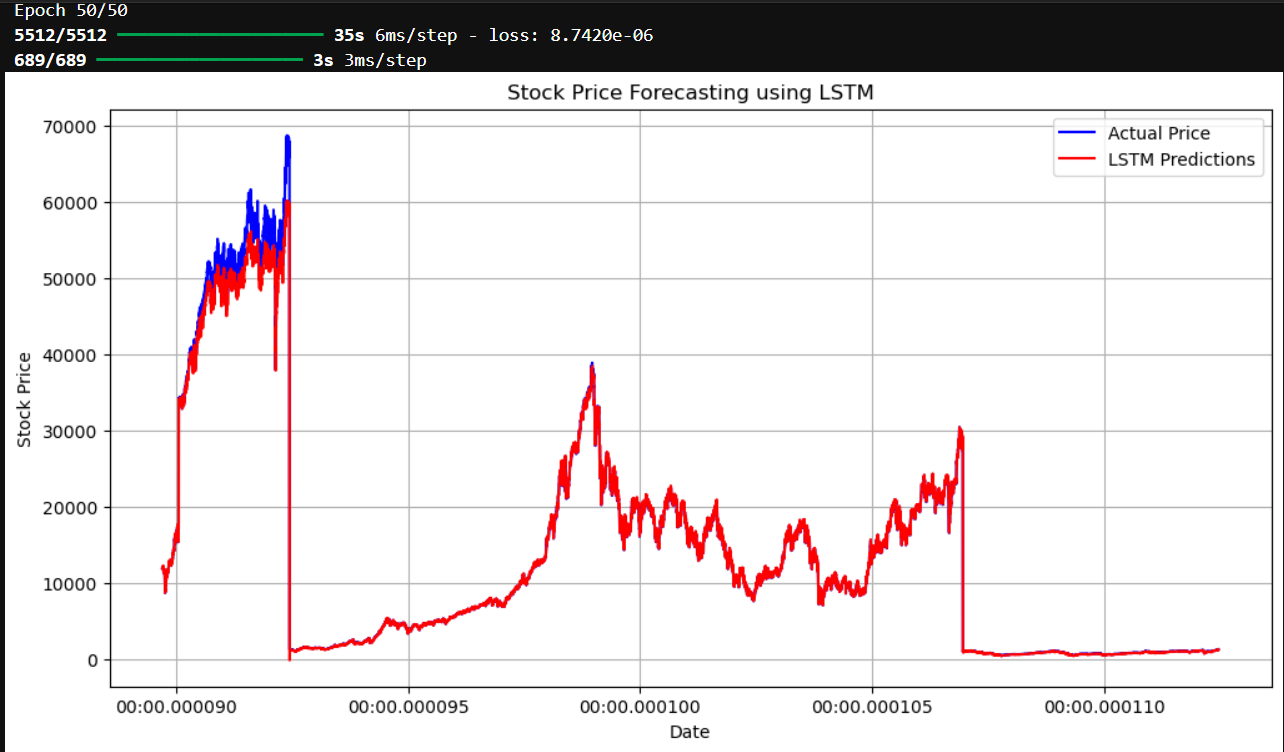 Epoch 50/50
5512/5512 ━━━━━━━━━━━━━━━━━━━━ 35s 6ms/step - loss: 8.7420e-06
689/689 ━━━━━━━━━━━━━━━━━━━━ 3s 3ms/step
Stock Price Forecasting using LSTM
Actual Price
LSTM Predictions
70000
60000
50000
40000
30000
20000
10000
0
Stock Price
00:00.000090 00:00.000095 00:00.000100 00:00.000105 00:00.000110
Date